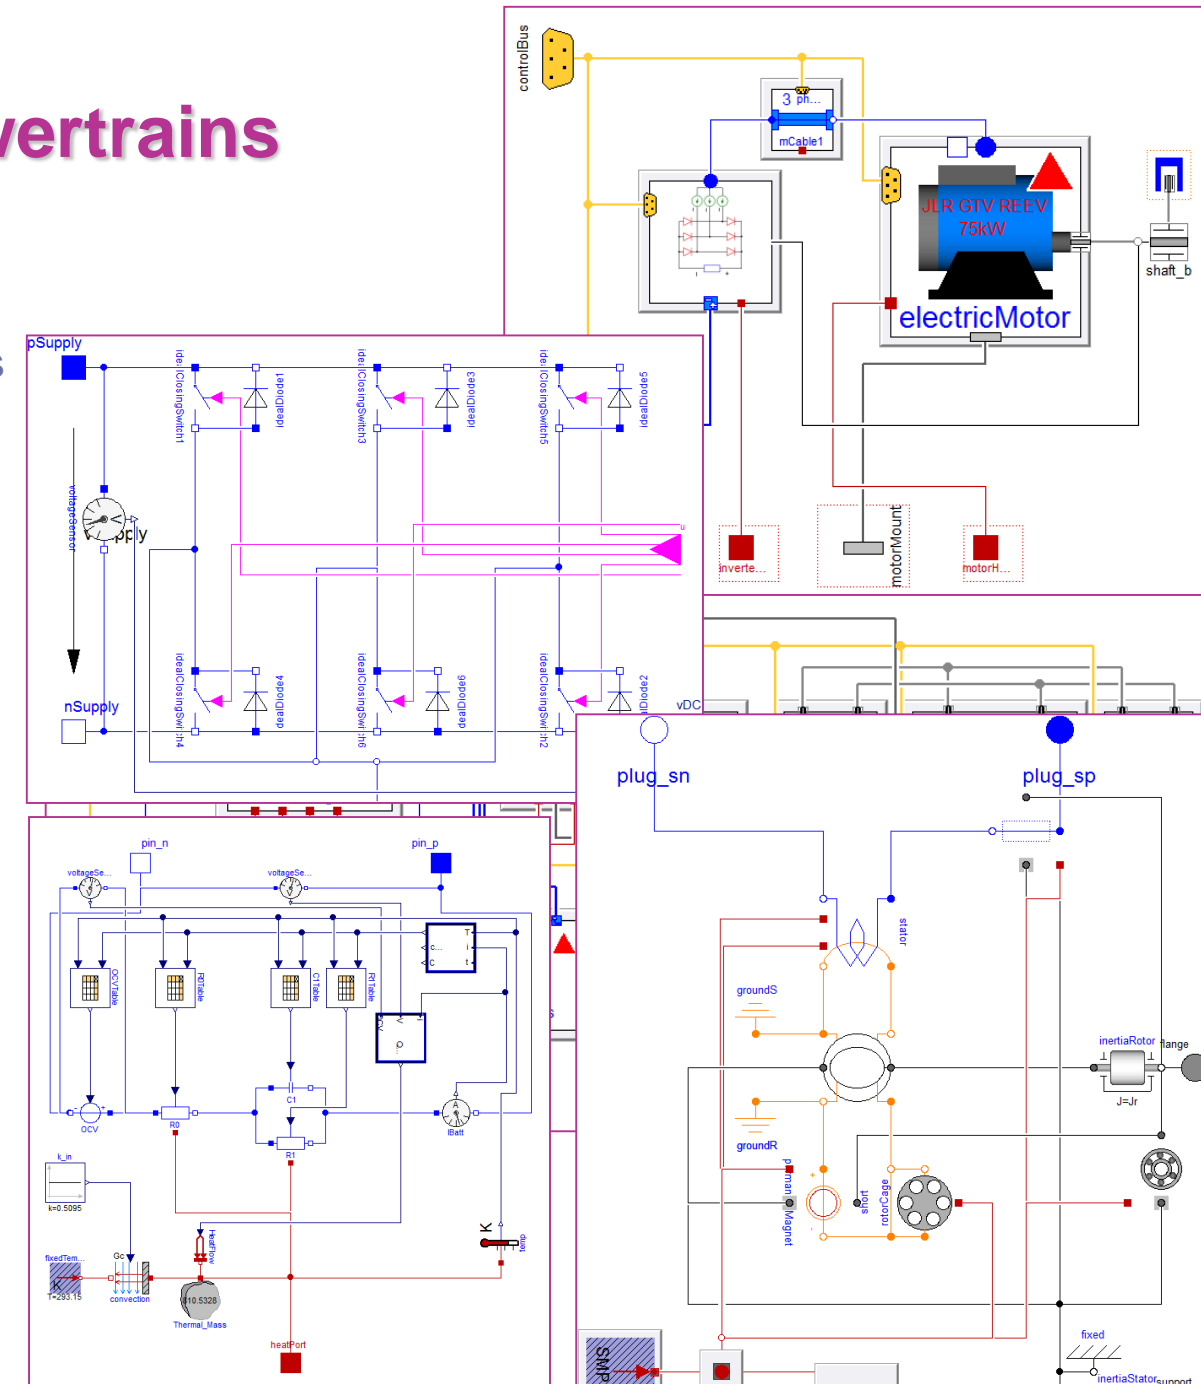 vertrains
s
controlBus
3 ph...
mCable1
JLR GTV REEV
75kW
electricMotor
shaft_b
inverte...
motorMount
motorH...
pSupply
idealClosingSwitch1
idealDiode1
idealClosingSwitch3
idealDiode3
idealClosingSwitch5
idealDiode5
voltageSensor
u
nSupply
idealDiode4
idealDiode6
idealDiode2
vDC
plug_sn
plug_sp
stator
groundS
inertiaRotor
flange
J=Jr
groundR
short
rotorCage
fixed
inertiaStator
support
SMP
pin_n
pin_p
voltageSe...
voltageSe...
V
V
T
c...
i
C
t
OCVTable
R0Table
C1Table
R1Table
OCV
V
i
OCV
R0
C1
R1
A
IBatt
k_in
k=0.5095
HeatFlow
K
temp
fixedTem...
K
T=293.15
Gc
convection
810.5328
Thermal_Mass
heatPort